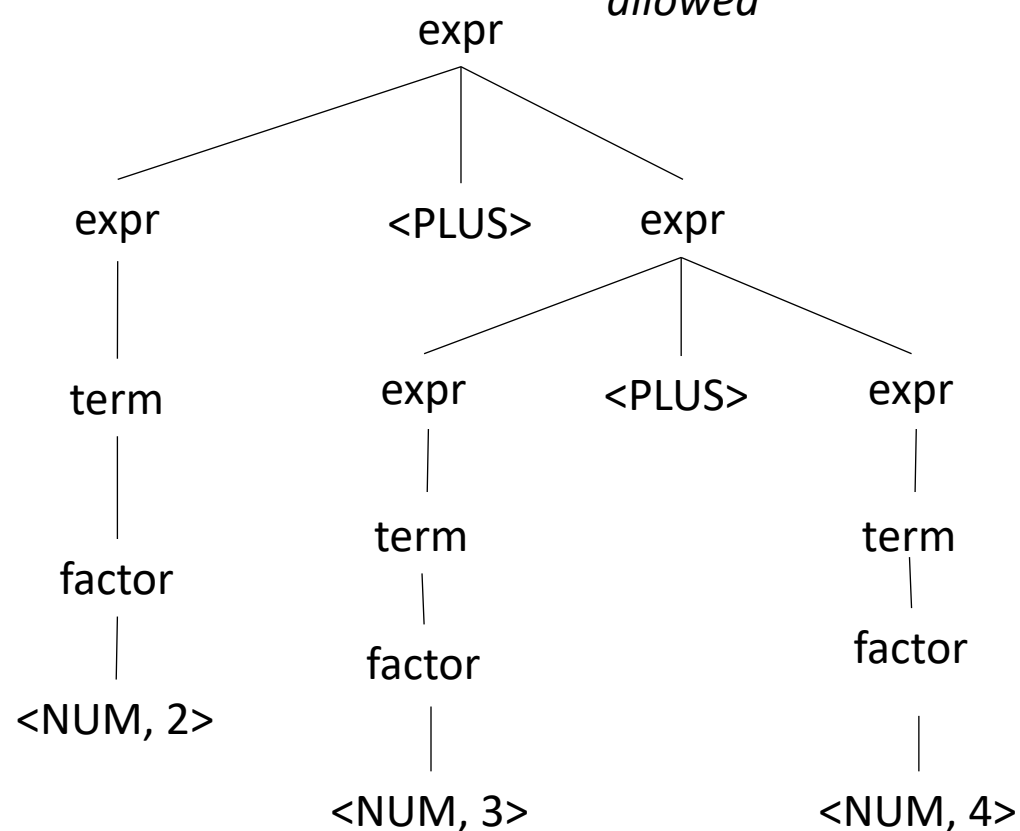 allowed
expr
expr <PLUS> expr
term expr <PLUS> expr
term term
factor
factor factor
<NUM, 2>
<NUM, 3> <NUM, 4>